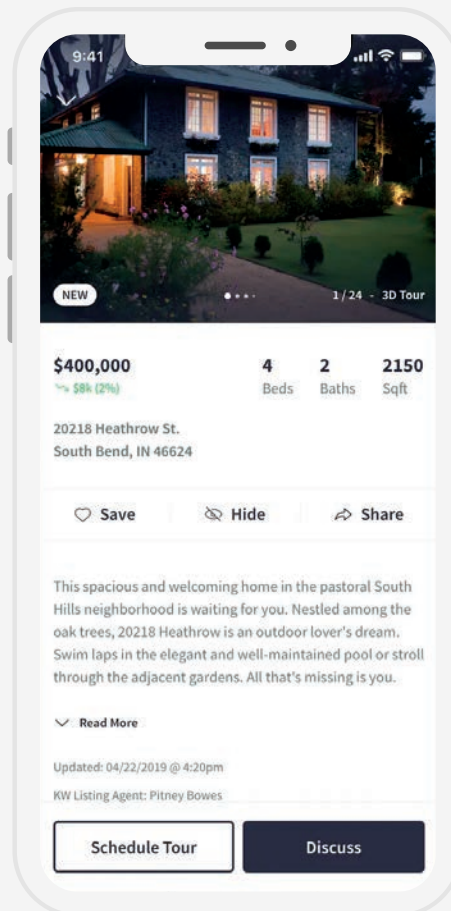 9:41
NEW
1 / 24 - 3D Tour
$400,000 4 2 2150
$8k (2%) Beds Baths Sqft
20218 Heathrow St.
South Bend, IN 46624
Save Hide Share
This spacious and welcoming home in the pastoral South
Hills neighborhood is waiting for you. Nestled among the
oak trees, 20218 Heathrow is an outdoor lover's dream.
Swim laps in the elegant and well-maintained pool or stroll
through the adjacent gardens. All that's missing is you.
Read More
Updated: 04/22/2019 @ 4:20pm
KW Listing Agent: Pitney Bowes
Schedule Tour Discuss